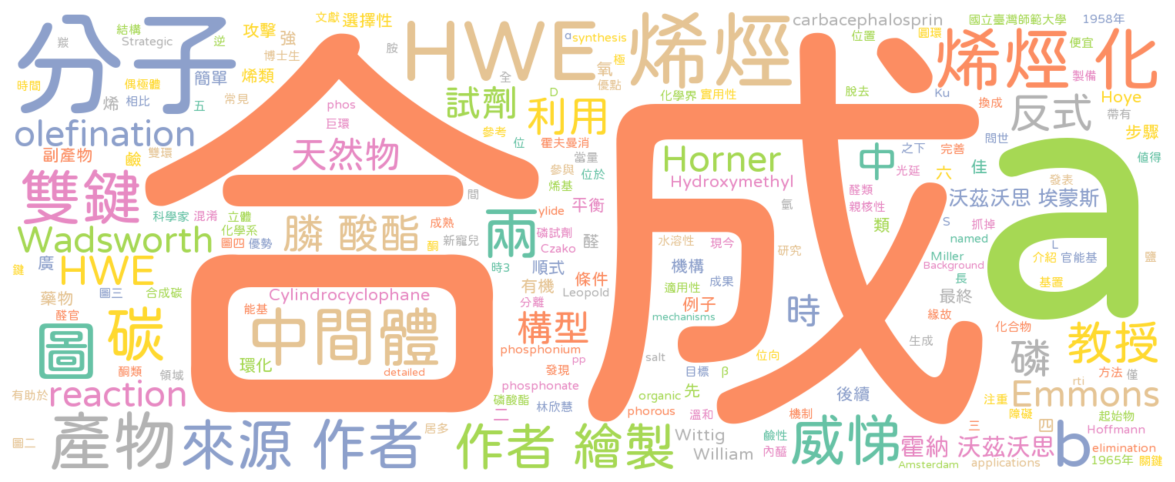 合成
a
分子
HWE 烯烴
烯烴 化
反式
Hoye
步驟
帶有
製備
便宜
國立臺灣師範大學
1958年
圓環
位置
carbacephalosprin
化學界
實用性
脫去
Ku
換成
問世
之下
完善
值得
羰
結構
Strategic
逆
文獻
攻擊
強
選擇性
博士生
α
synthesis
極
胺
氧
優點
時間
偶極體
簡單
全
烯
相比
烯類
五
常見
D
試劑
利用
phos
巨環
參考
位
霍夫曼消
olefination
副產物
鹼
雙環
天然物
當量
參與
位於
烯基
間
Horner
Hydroxymethyl
中
六
佳
光延
發表
醛類
親核性
氫
類
S
抓掉
沃茲沃思 埃蒙斯
L
named
介紹
官能基
鹽
Miller
Background
長
基團
雙鍵
科學家
混淆
立體
化學系
圖四
優勢
膦 酸酯
成熟
酮
兩
ylide
磷試劑
平衡
新寵兒
Czako
醛
Wadsworth
HWE
廣
鍵
圖三
合成碳
藥物
醛官
時3
順式
條件
有機
Leopold
分離
水溶性
現今
研究
機構
成果
適用性
例子
mechanisms
時
最終
緣故
化合物
生成
方法
僅
圖
碳
酮類
領域
能基
Cylindrocyclophane
中間體
環化
detailed
構型
phosphonium
發現
PP
salt
位向
目標
β
磷
教授
Emmons
rti
注重
障礙
phosphonate
磷酸酯
organic
先
後續
reaction
有助於
二
林欣慧
phorous
溫和
機制
三
四
起始物
Hoffmann
產物
來源 作者
居多
作者 繪製
Wittig
William
鹼性
內醯
威悌
霍納 沃茲沃思
b
elimination
Amsterdam
applications
1965年
關鍵
圖二